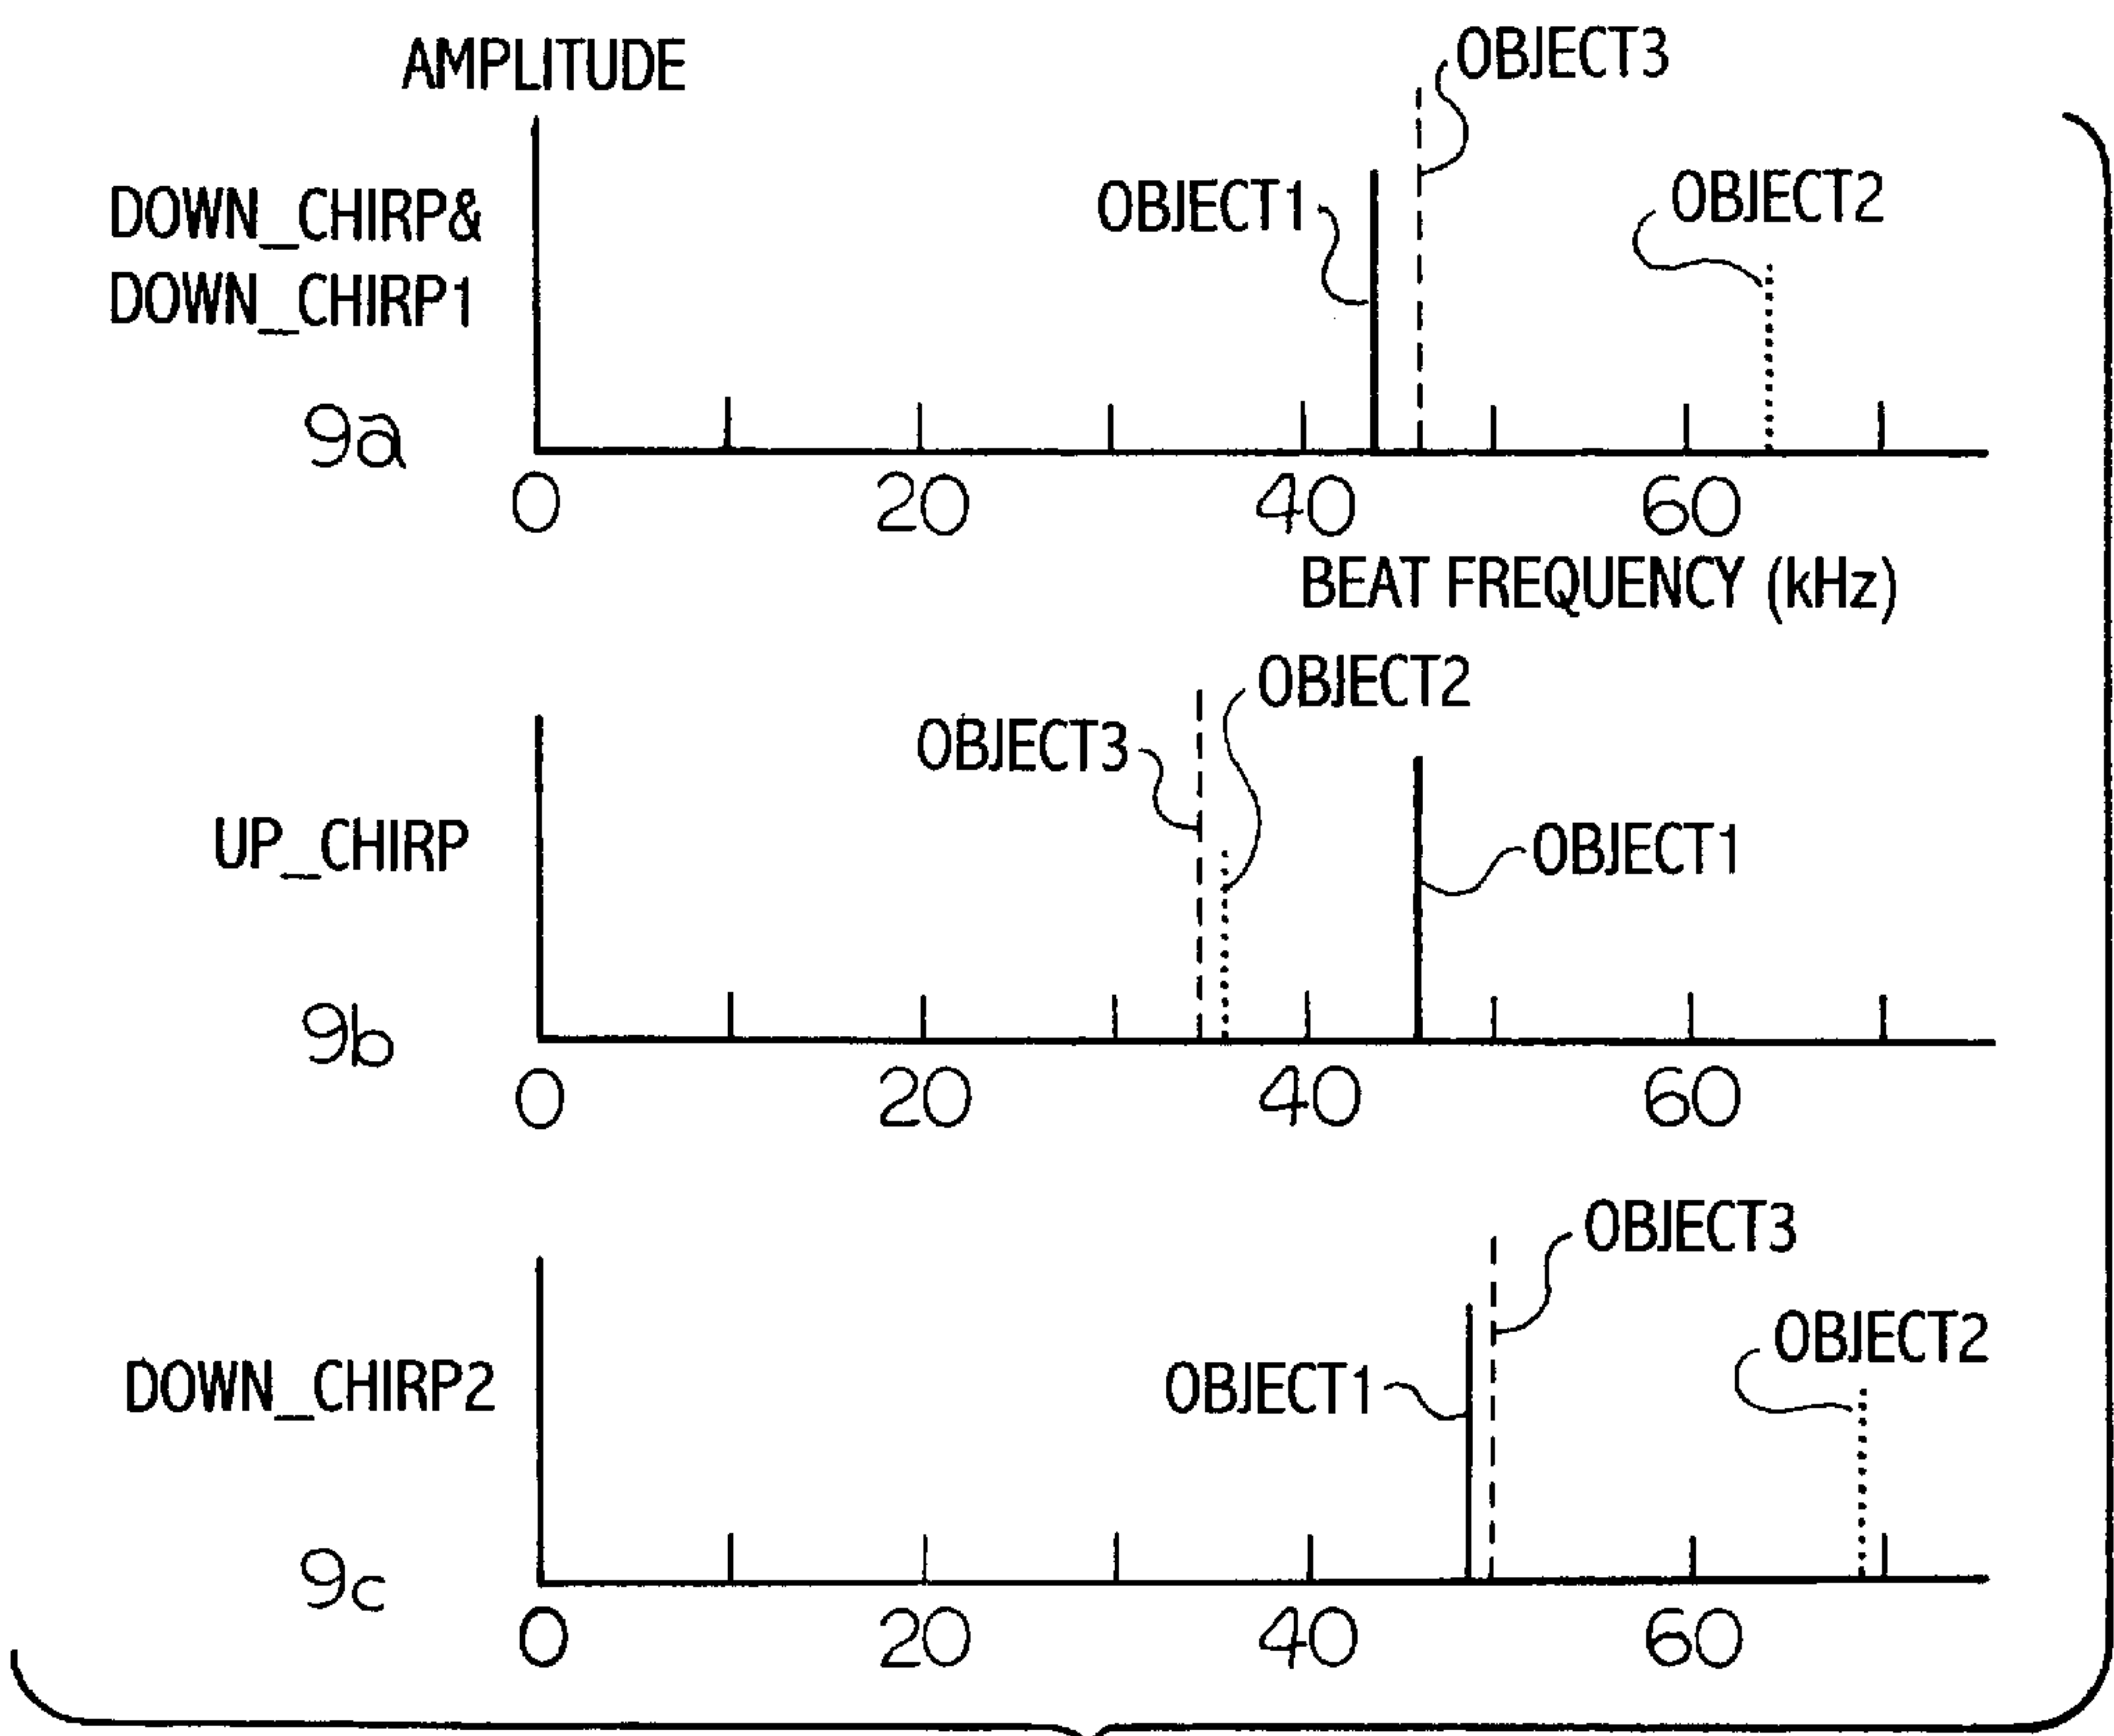 AMPLITUDE
OBJECT3
OBJECT1
OBJECT2
DOWN_CHIRP&
DOWN_CHIRP1
9a
0 20 40 60
BEAT FREQUENCY (kHz)
OBJECT2
OBJECT3
UP_CHIRP
OBJECT1
9b
0 20 40 60
OBJECT3
OBJECT2
DOWN_CHIRP2
OBJECT1
9c
0 20 40 60